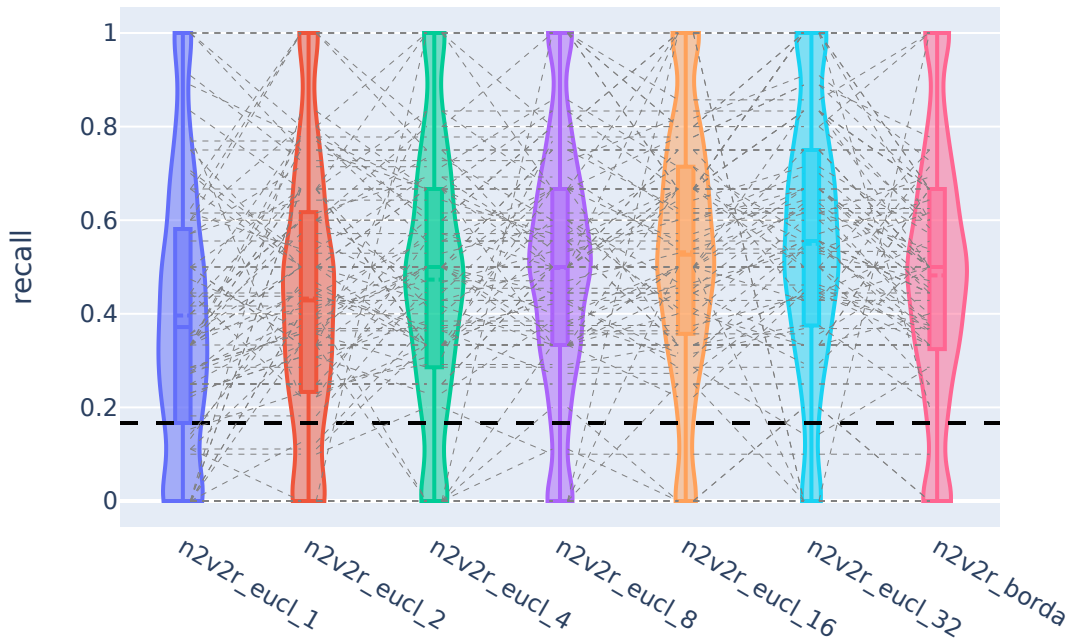 recall
1
0.8
0.6
0.4
0.2
0
n2v2r_eucl_1
n2v2r_eucl_2
n2v2r_eucl_4
n2v2r_eucl_8
n2v2r_eucl_16
n2v2r_eucl_32
n2v2r_borda